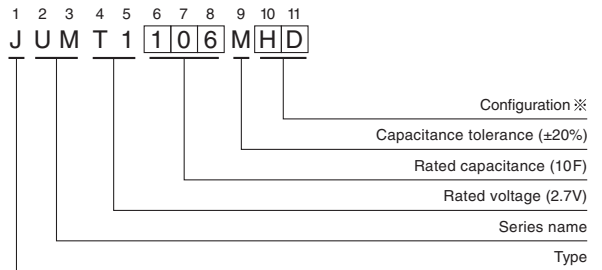 1 2 3 4 5 6 7 8 9 10 11
J U M T 1 1 0 6 M H D
Configuration ※
Capacitance tolerance (±20%)
Rated capacitance (10F)
Rated voltage (2.7V)
Series name
Type